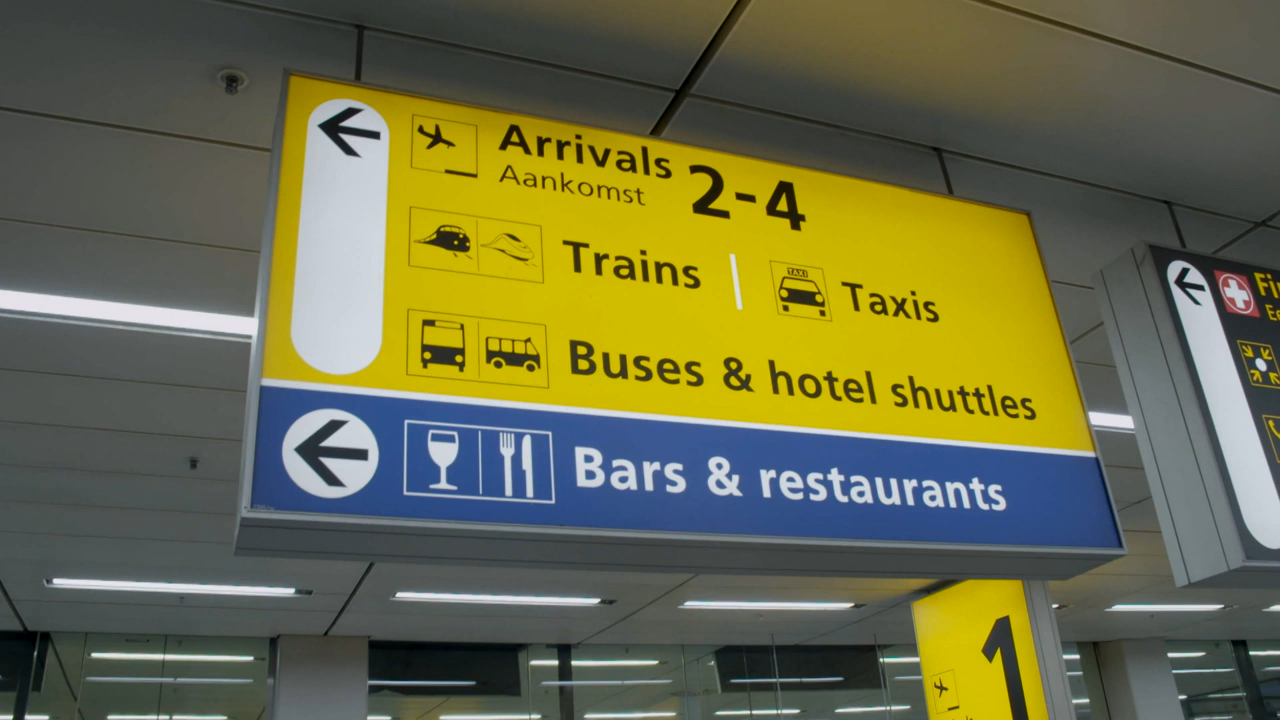 Arrivals 2-4
Aankomst
Trains | Taxis
TAXI
Buses & hotel shuttles
Bars & restaurants
1